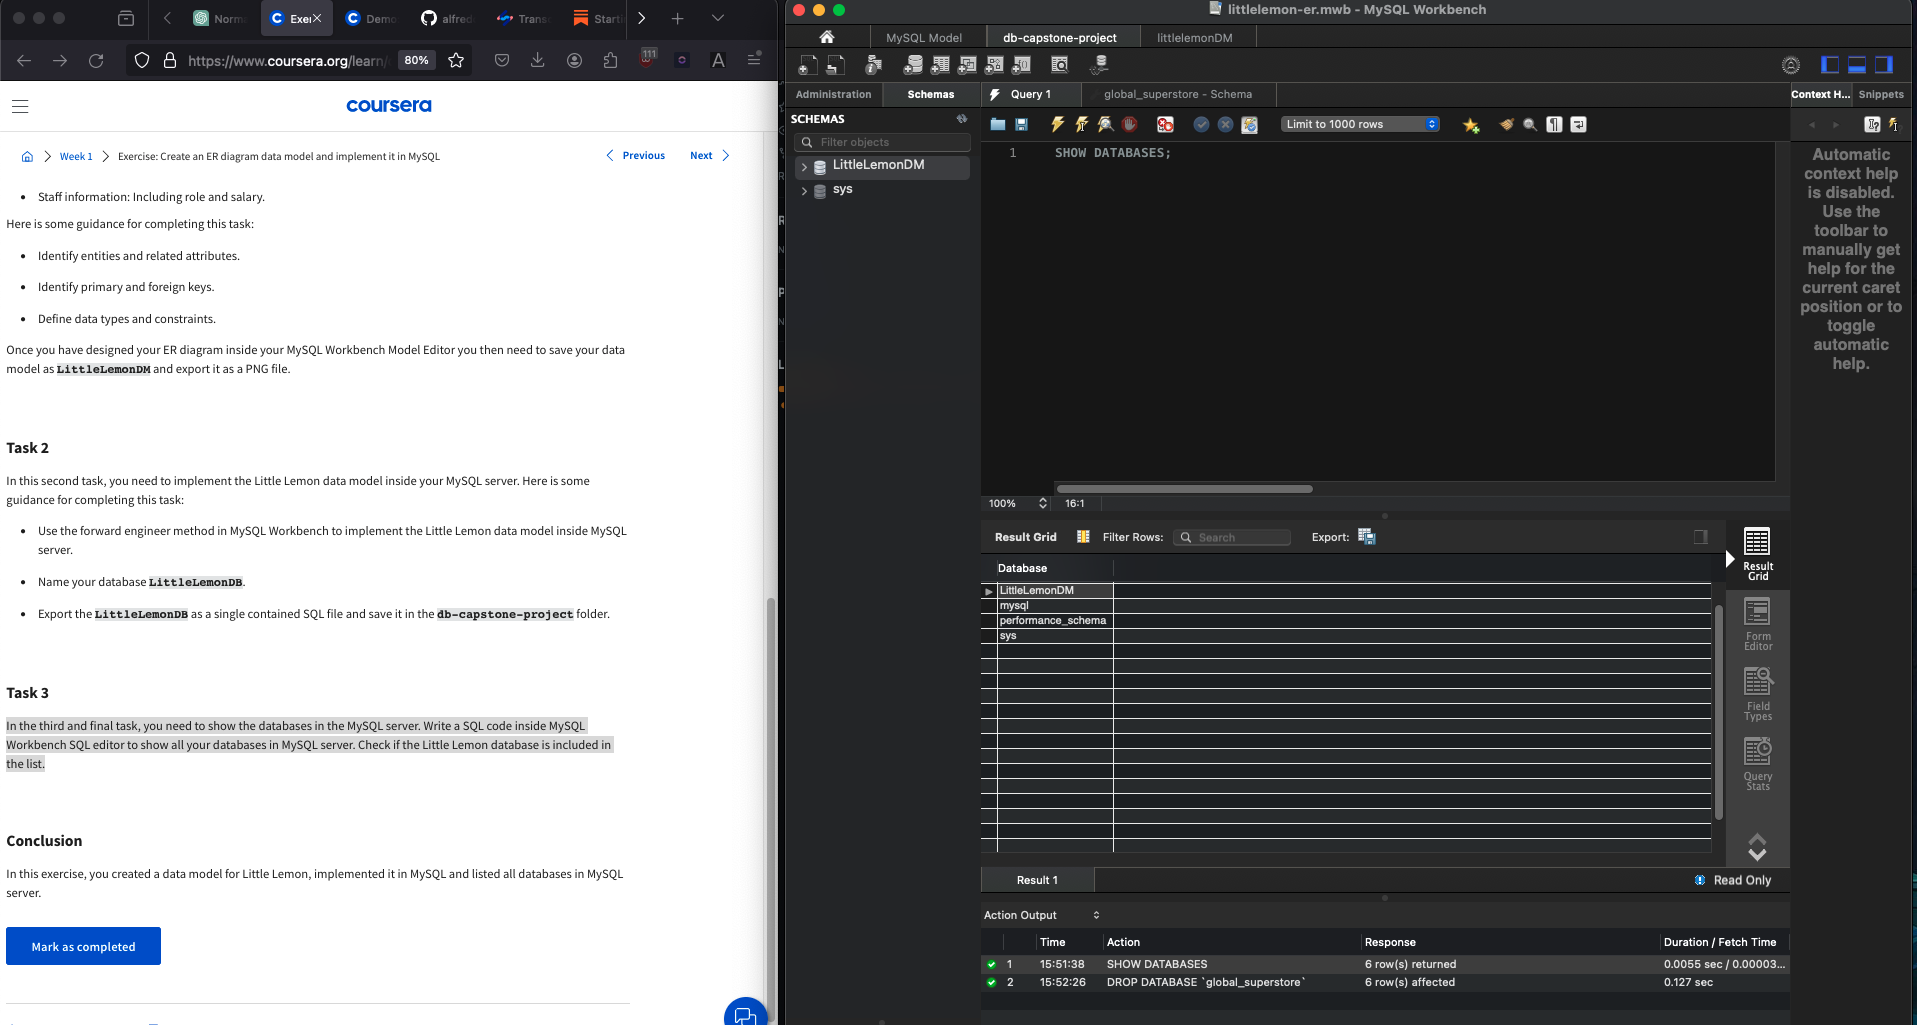 Norm
Exe
Demo
alfred
Trans
Starti
https://www.coursera.org/learn/
80%
111
coursera
Week 1
Exercise: Create an ER diagram data model and implement it in MySQL
Previous
Next
• Staff information: Including role and salary.
Here is some guidance for completing this task:
• Identify entities and related attributes.
• Identify primary and foreign keys.
• Define data types and constraints.
Once you have designed your ER diagram inside your MySQL Workbench Model Editor you then need to save your data
model as LittleLemonDM and export it as a PNG file.
Task 2
In this second task, you need to implement the Little Lemon data model inside your MySQL server. Here is some
guidance for completing this task:
• Use the forward engineer method in MySQL Workbench to implement the Little Lemon data model inside MySQL
server.
• Name your database LittleLemonDB.
• Export the LittleLemonDB as a single contained SQL file and save it in the db-capstone-project folder.
Task 3
In the third and final task, you need to show the databases in the MySQL server. Write a SQL code inside MySQL
Workbench SQL editor to show all your databases in MySQL server. Check if the Little Lemon database is included in
the list.
Conclusion
In this exercise, you created a data model for Little Lemon, implemented it in MySQL and listed all databases in MySQL
server.
Mark as completed
littlelemon-er.mwb - MySQL Workbench
MySQL Model
db-capstone-project
littlelemonDM
Administration
Schemas
Query 1
global_superstore - Schema
Context H...
Snippets
SCHEMAS
Filter objects
LittleLemonDM
sys
Limit to 1000 rows
1 SHOW DATABASES;
Automatic
context help
is disabled.
Use the
toolbar to
manually get
help for the
current caret
position or to
toggle
automatic
help.
100%
16:1
Result Grid
Filter Rows:
Search
Export:
Database
LittleLemonDM
mysql
performance_schema
sys
Result
Grid
Form
Editor
Field
Types
Query
Stats
Result 1
Read Only
Action Output
Time Action Response Duration / Fetch Time
1 15:51:38 SHOW DATABASES 6 row(s) returned 0.0055 sec / 0.00003...
2 15:52:26 DROP DATABASE `global_superstore` 6 row(s) affected 0.127 sec